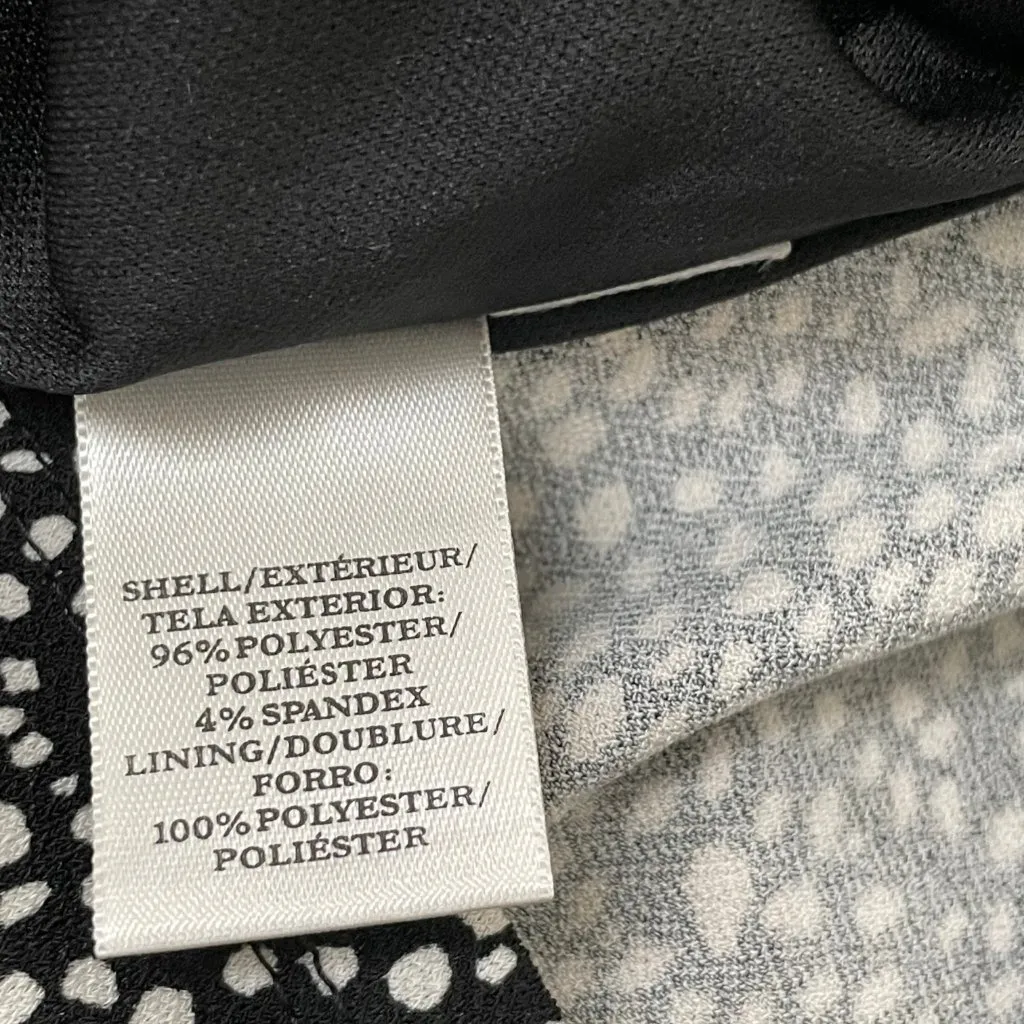 SHELL/EXTÉRIEUR/
TELA EXTERIOR:
96% POLYESTER/
POLIÉSTER
4% SPANDEX
LINING/DOUBLURE/
FORRO:
100% POLYESTER/
POLIÉSTER